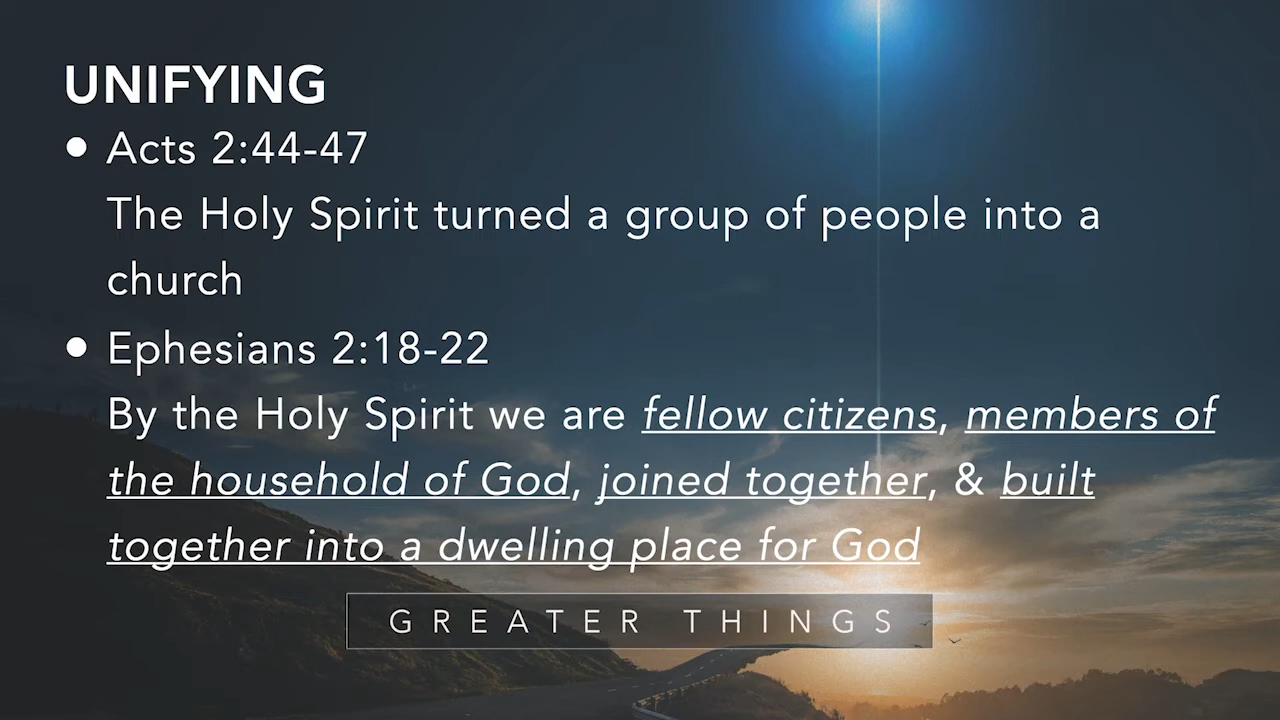 UNIFYING
• Acts 2:44-47
The Holy Spirit turned a group of people into a
church
• Ephesians 2:18-22
By the Holy Spirit we are fellow citizens, members of
the household of God, joined together, & built
together into a dwelling place for God
GREATER THINGS